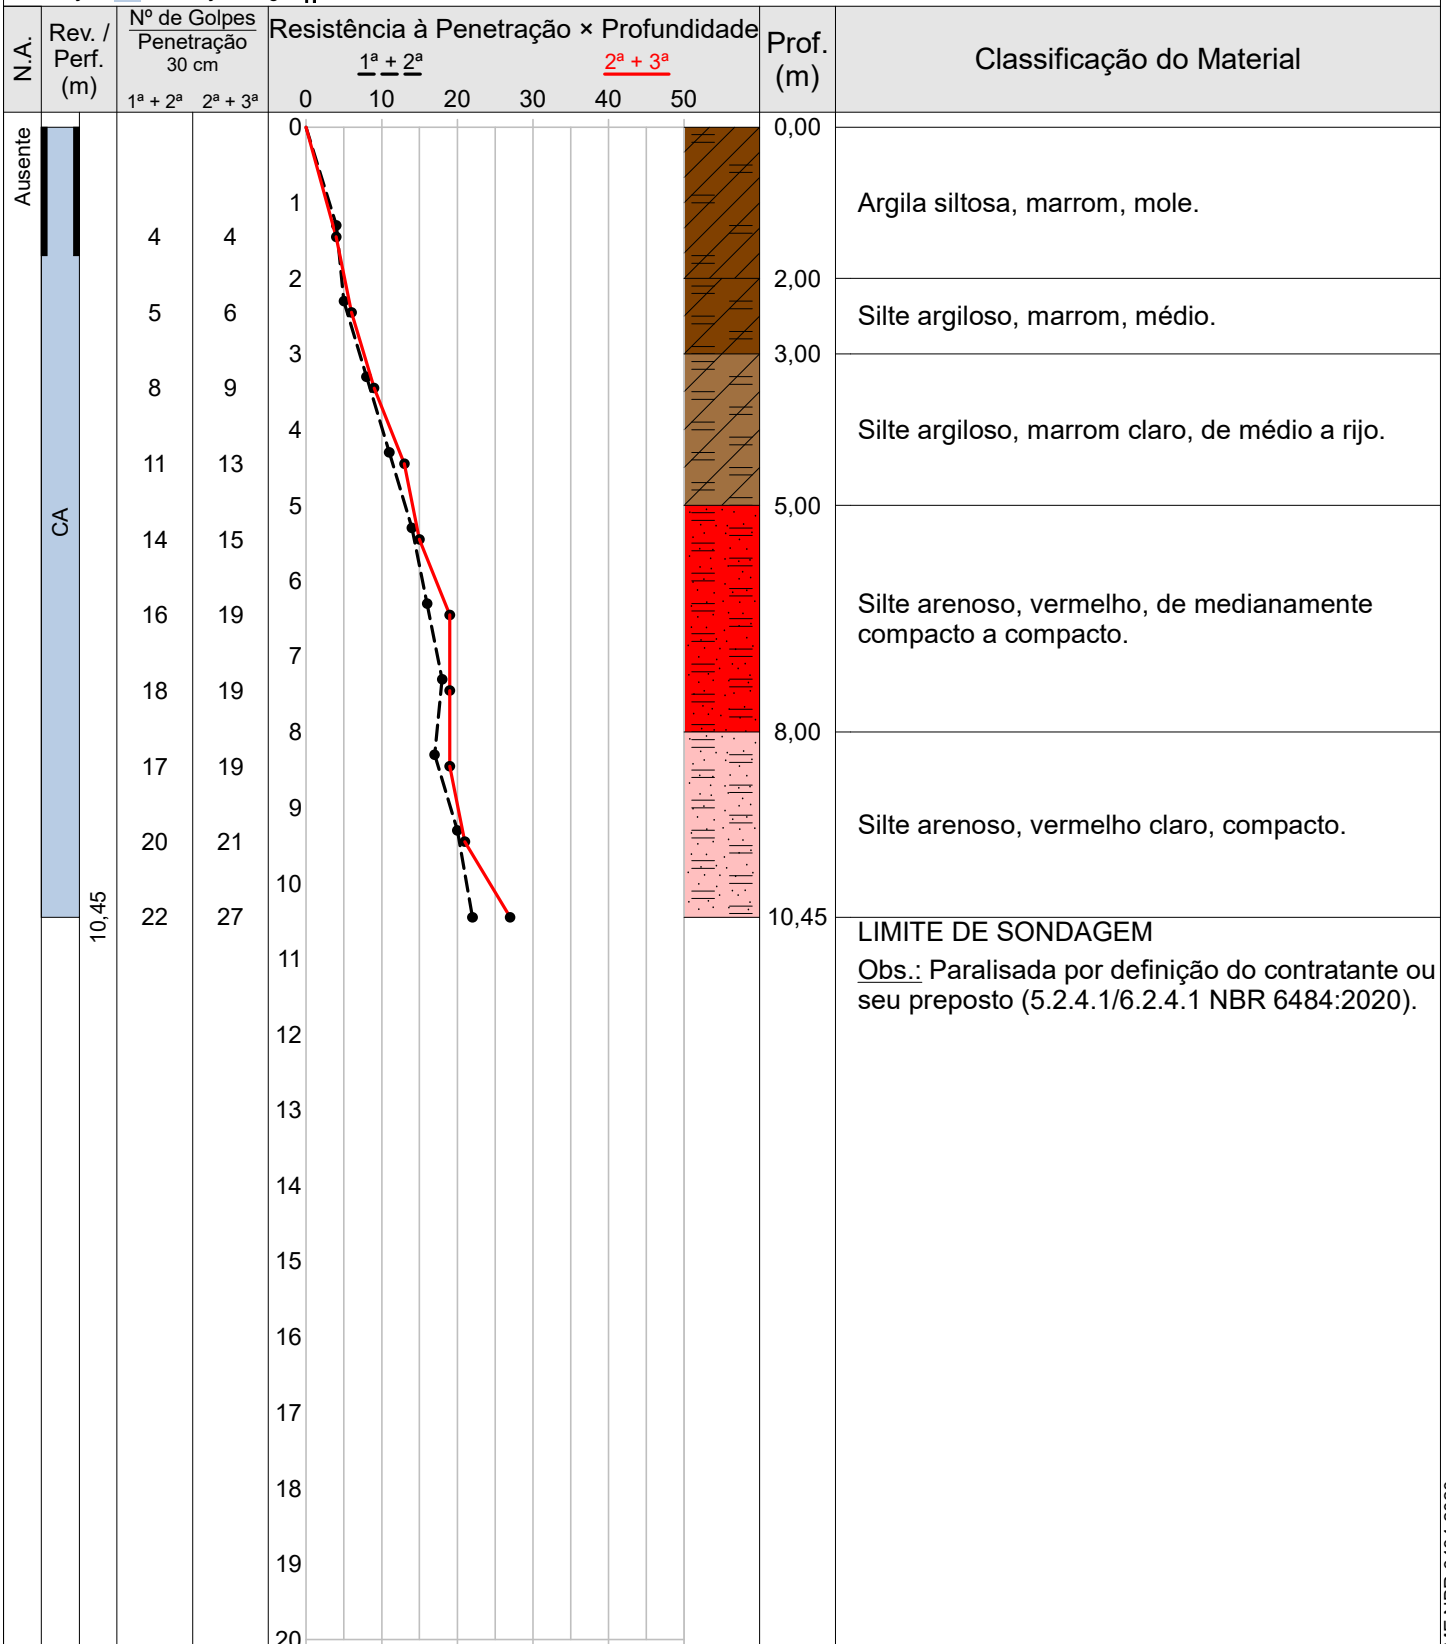 N.A.
Rev. /
Perf.
(m)
Nº de Golpes
Penetração
30 cm
1ª + 2ª 2ª + 3ª
Resistência à Penetração × Profundidade
1ª + 2ª 2ª + 3ª
0 10 20 30 40 50
Prof.
(m)
Classificação do Material
Ausente
CA
10,45
4 4
5 6
8 9
11 13
14 15
16 19
18 19
17 19
20 21
22 27
0
1
2
3
4
5
6
7
8
9
10
11
12
13
14
15
16
17
18
19
20
0,00
Argila siltosa, marrom, mole.
2,00
Silte argiloso, marrom, médio.
3,00
Silte argiloso, marrom claro, de médio a rijo.
5,00
Silte arenoso, vermelho, de medianamente
compacto a compacto.
8,00
Silte arenoso, vermelho claro, compacto.
10,45
LIMITE DE SONDAGEM
Obs.: Paralisada por definição do contratante ou
seu preposto (5.2.4.1/6.2.4.1 NBR 6484:2020).